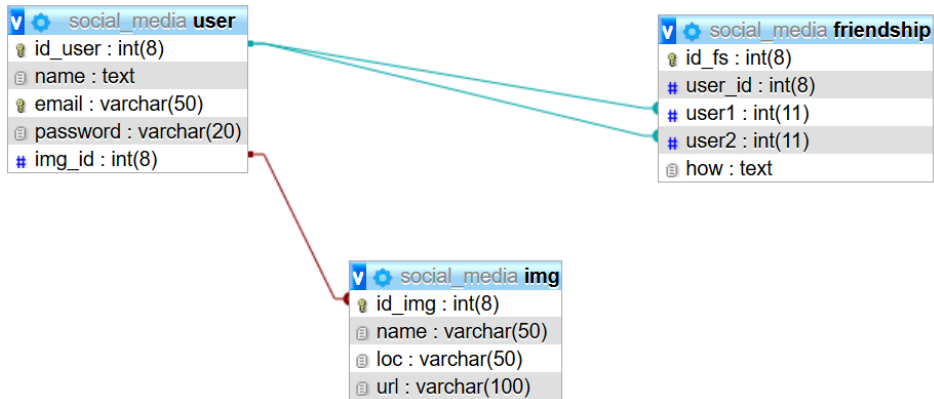 v social_media user
id_user : int(8)
name : text
email : varchar(50)
password : varchar(20)
# img_id : int(8)
v social_media friendship
id_fs : int(8)
# user_id : int(8)
# user1 : int(11)
# user2 : int(11)
how : text
v social_media img
id_img : int(8)
name : varchar(50)
loc : varchar(50)
url : varchar(100)